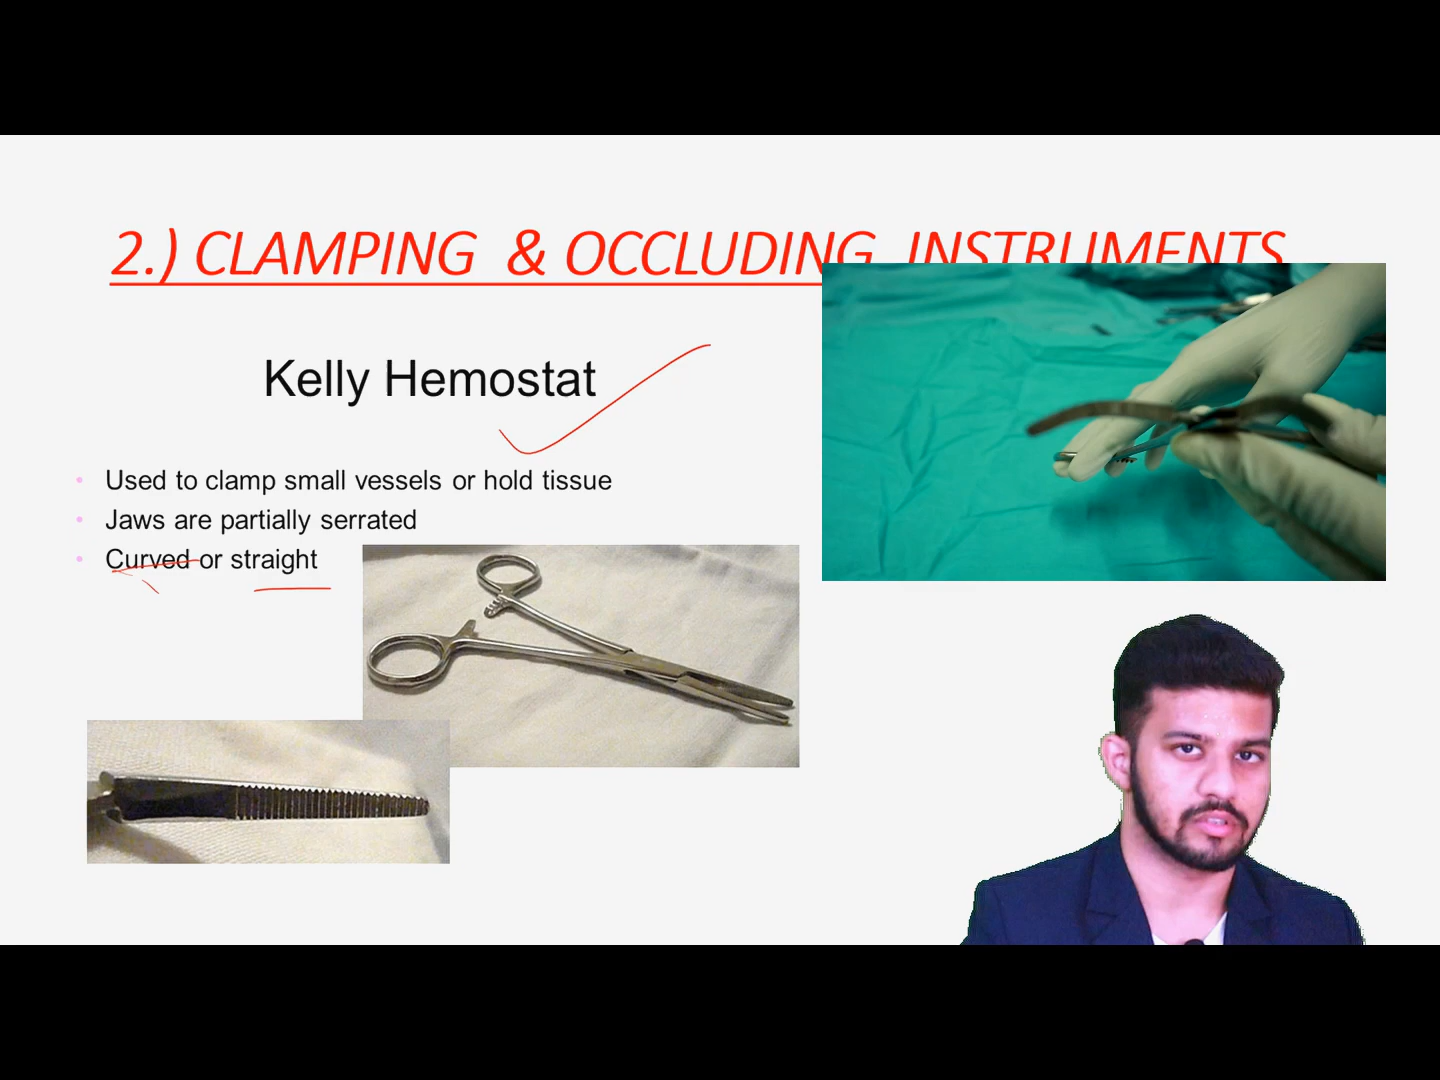 2.) CLAMPING & OCCLUDING INSTRUMENTS
Kelly Hemostat
• Used to clamp small vessels or hold tissue
• Jaws are partially serrated
• Curved or straight